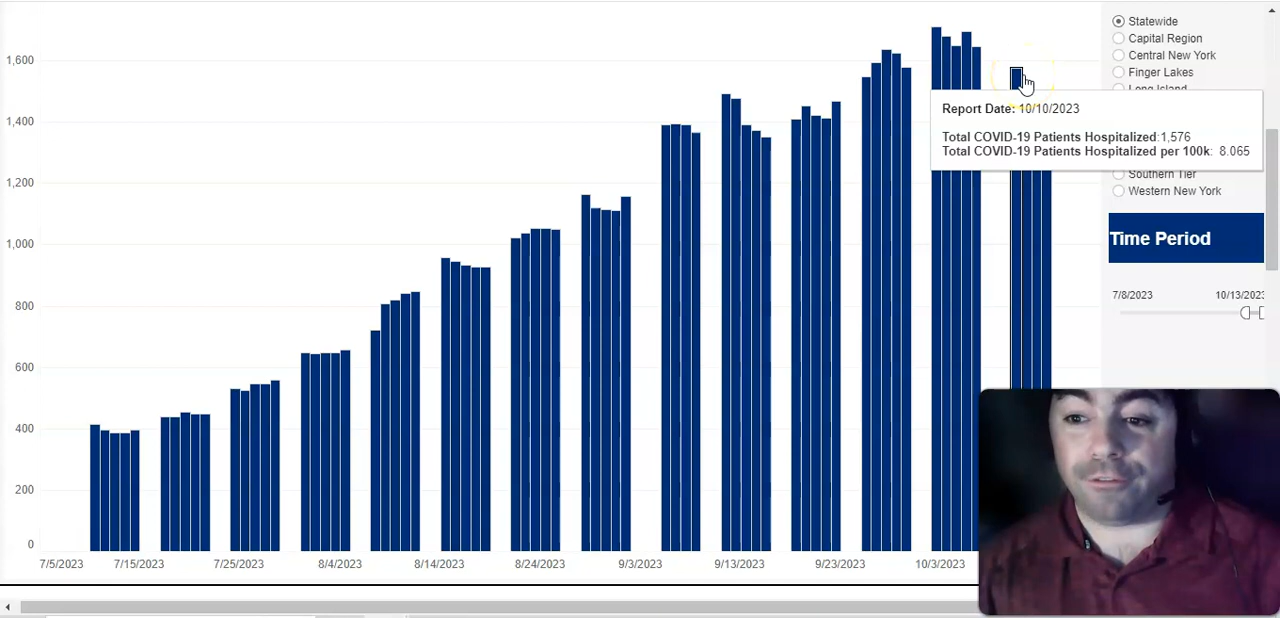 1,600
1,400
1,200
1,000
800
600
400
200
0
7/5/2023 7/15/2023 7/25/2023 8/4/2023 8/14/2023 8/24/2023 9/3/2023 9/13/2023 9/23/2023 10/3/2023
Statewide
Capital Region
Central New York
Finger Lakes
Long Island
Report Date: 10/10/2023
Total COVID-19 Patients Hospitalized:1,576
Total COVID-19 Patients Hospitalized per 100k: 8.065
Southern Tier
Western New York
Time Period
7/8/2023 10/13/2023